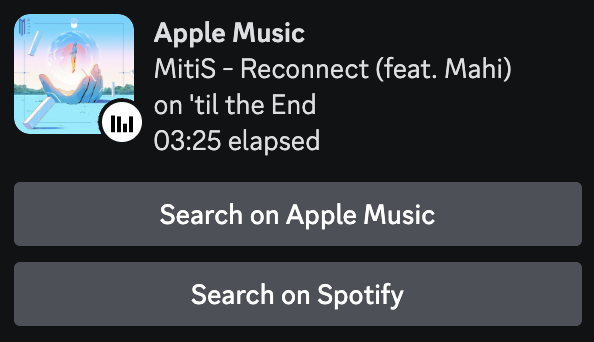 Apple Music
MitiS - Reconnect (feat. Mahi)
on 'til the End
03:25 elapsed
Search on Apple Music
Search on Spotify